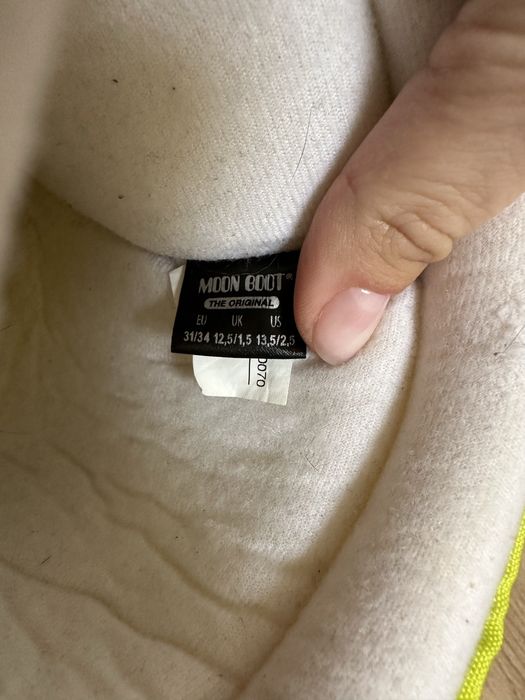 MOON BOOT®
THE ORIGINAL
EU UK US
31/34 12,5/1,5 13,5/2,5
0070